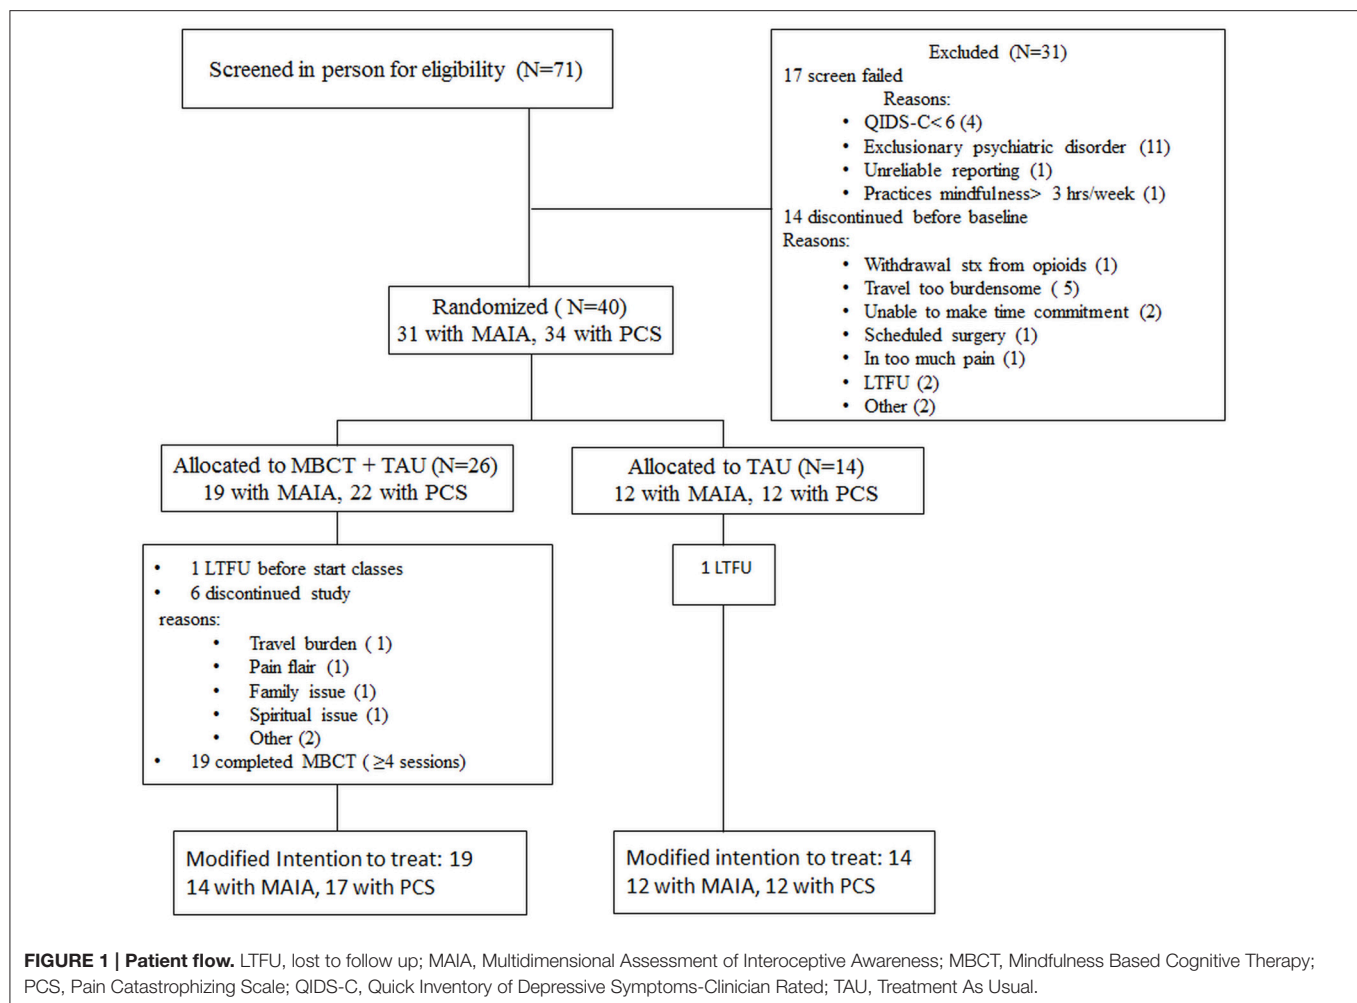 Screened in person for eligibility (N=71)
Excluded (N=31)
17 screen failed
Reasons:
• QIDS-C< 6 (4)
• Exclusionary psychiatric disorder (11)
• Unreliable reporting (1)
• Practices mindfulness> 3 hrs/week (1)
14 discontinued before baseline
Reasons:
• Withdrawal stx from opioids (1)
• Travel too burdensome ( 5)
• Unable to make time commitment (2)
• Scheduled surgery (1)
• In too much pain (1)
• LTFU (2)
• Other (2)
Randomized ( N=40)
31 with MAIA, 34 with PCS
Allocated to MBCT + TAU (N=26)
19 with MAIA, 22 with PCS
Allocated to TAU (N=14)
12 with MAIA, 12 with PCS
• 1 LTFU before start classes
• 6 discontinued study
reasons:
• Travel burden ( 1)
• Pain flair (1)
• Family issue (1)
• Spiritual issue (1)
• Other (2)
• 19 completed MBCT ( ≥4 sessions)
1 LTFU
Modified Intention to treat: 19
14 with MAIA, 17 with PCS
Modified intention to treat: 14
12 with MAIA, 12 with PCS
FIGURE 1 | Patient flow. LTFU, lost to follow up; MAIA, Multidimensional Assessment of Interoceptive Awareness; MBCT, Mindfulness Based Cognitive Therapy;
PCS, Pain Catastrophizing Scale; QIDS-C, Quick Inventory of Depressive Symptoms-Clinician Rated; TAU, Treatment As Usual.